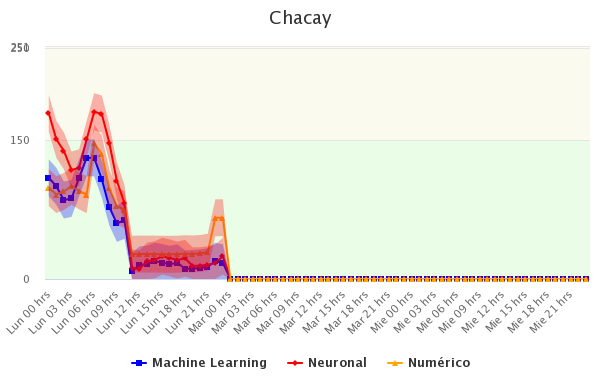 Chacay
251
250
150
0
Lun 00 hrs
Lun 03 hrs
Lun 06 hrs
Lun 09 hrs
Lun 12 hrs
Lun 15 hrs
Lun 18 hrs
Lun 21 hrs
Mar 00 hrs
Mar 03 hrs
Mar 06 hrs
Mar 09 hrs
Mar 12 hrs
Mar 15 hrs
Mar 18 hrs
Mar 21 hrs
Mie 00 hrs
Mie 03 hrs
Mie 06 hrs
Mie 09 hrs
Mie 12 hrs
Mie 15 hrs
Mie 18 hrs
Mie 21 hrs
Machine Learning Neuronal Numérico